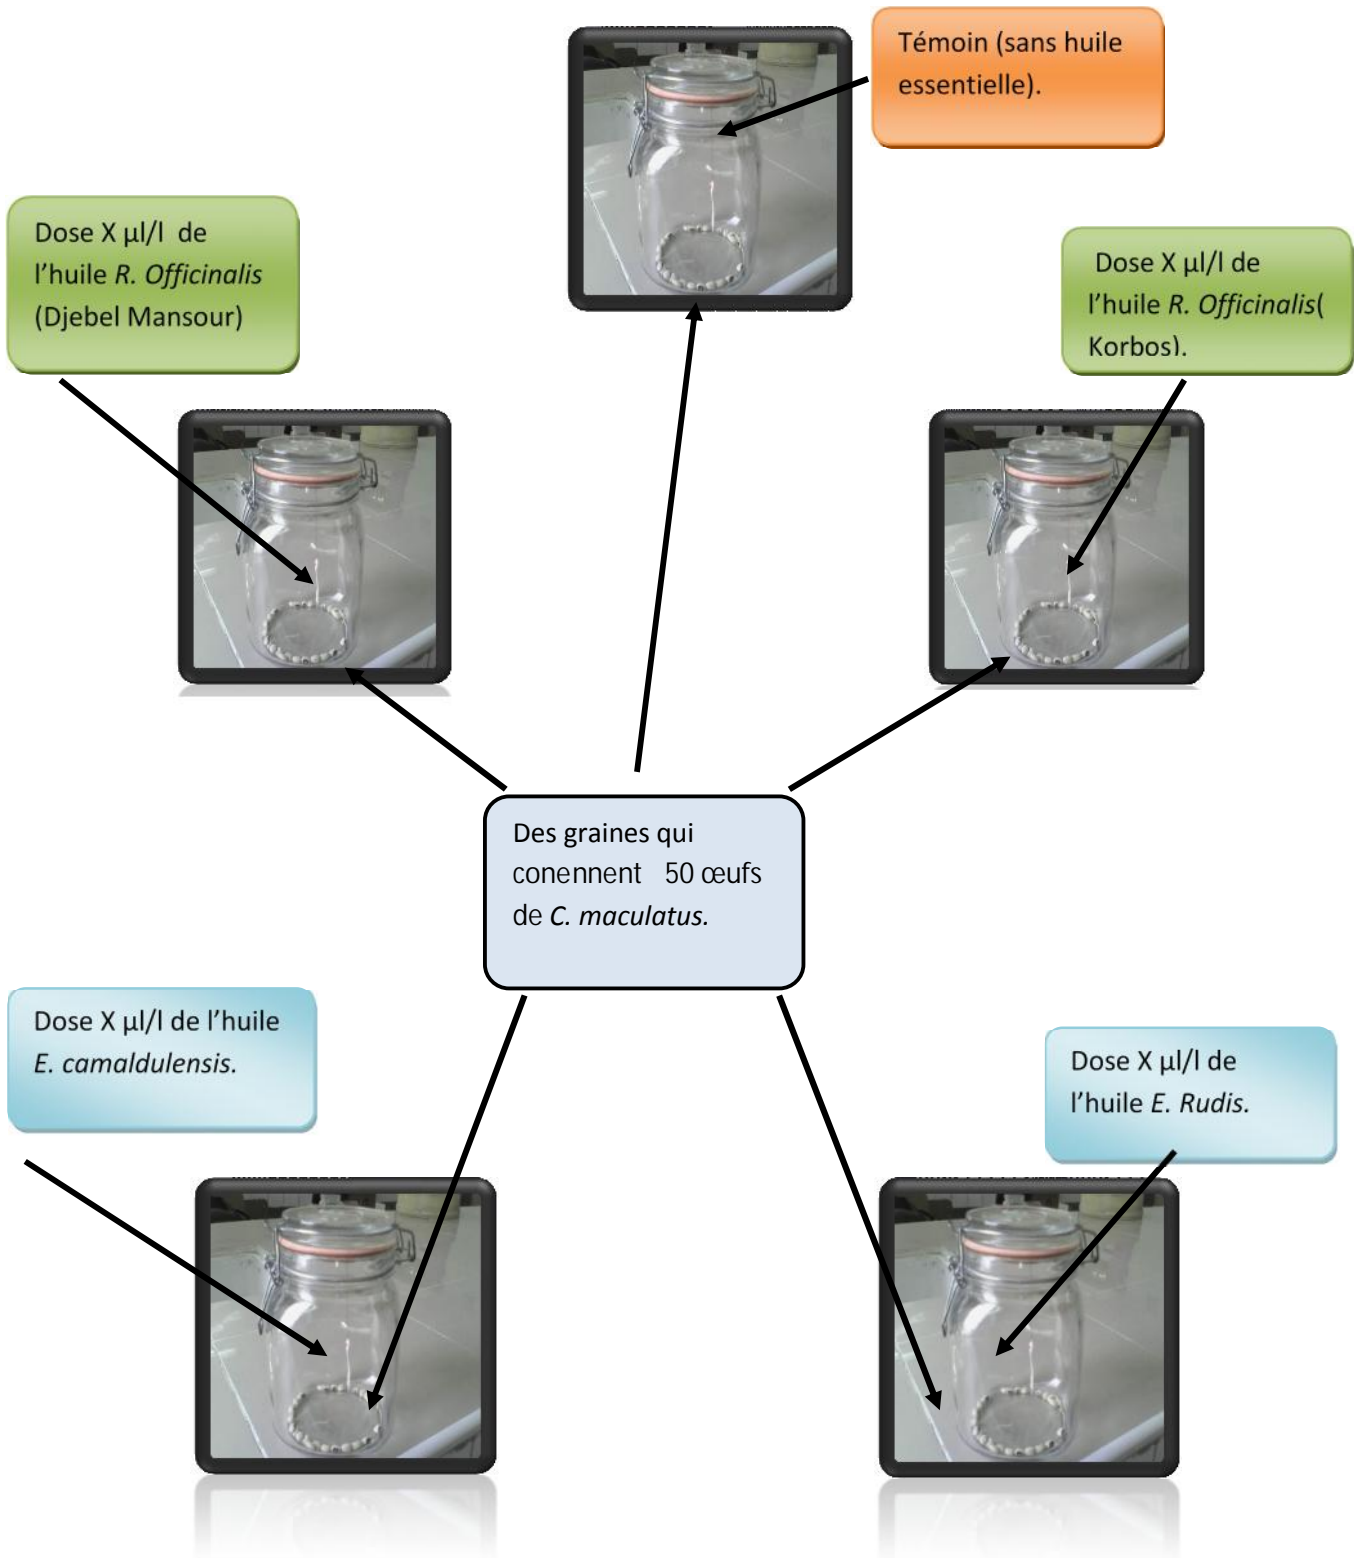 Témoin (sans huile
essentielle).
Dose X µl/l de
l’huile R. Officinalis
(Djebel Mansour)
Dose X µl/l de
l’huile R. Officinalis(
Korbos).
Des graines qui
conennent 50 œufs
de C. maculatus.
Dose X µl/l de l’huile
E. camaldulensis.
Dose X µl/l de
l’huile E. Rudis.